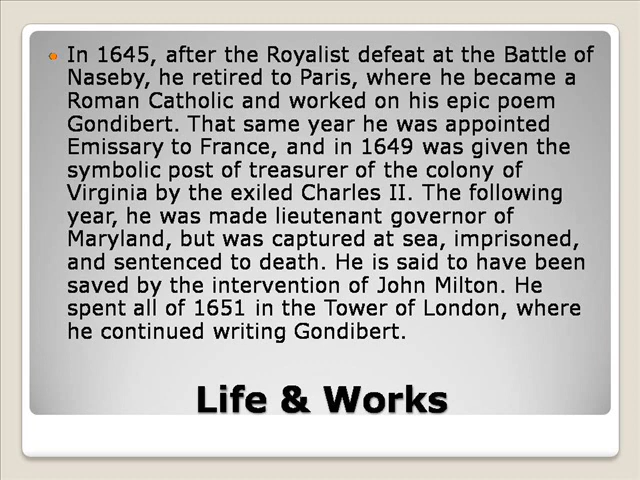 In 1645, after the Royalist defeat at the Battle of
Naseby, he retired to Paris, where he became a
Roman Catholic and worked on his epic poem
Gondibert. That same year he was appointed
Emissary to France, and in 1649 was given the
symbolic post of treasurer of the colony of
Virginia by the exiled Charles II. The following
year, he was made lieutenant governor of
Maryland, but was captured at sea, imprisoned,
and sentenced to death. He is said to have been
saved by the intervention of John Milton. He
spent all of 1651 in the Tower of London, where
he continued writing Gondibert.
Life & Works